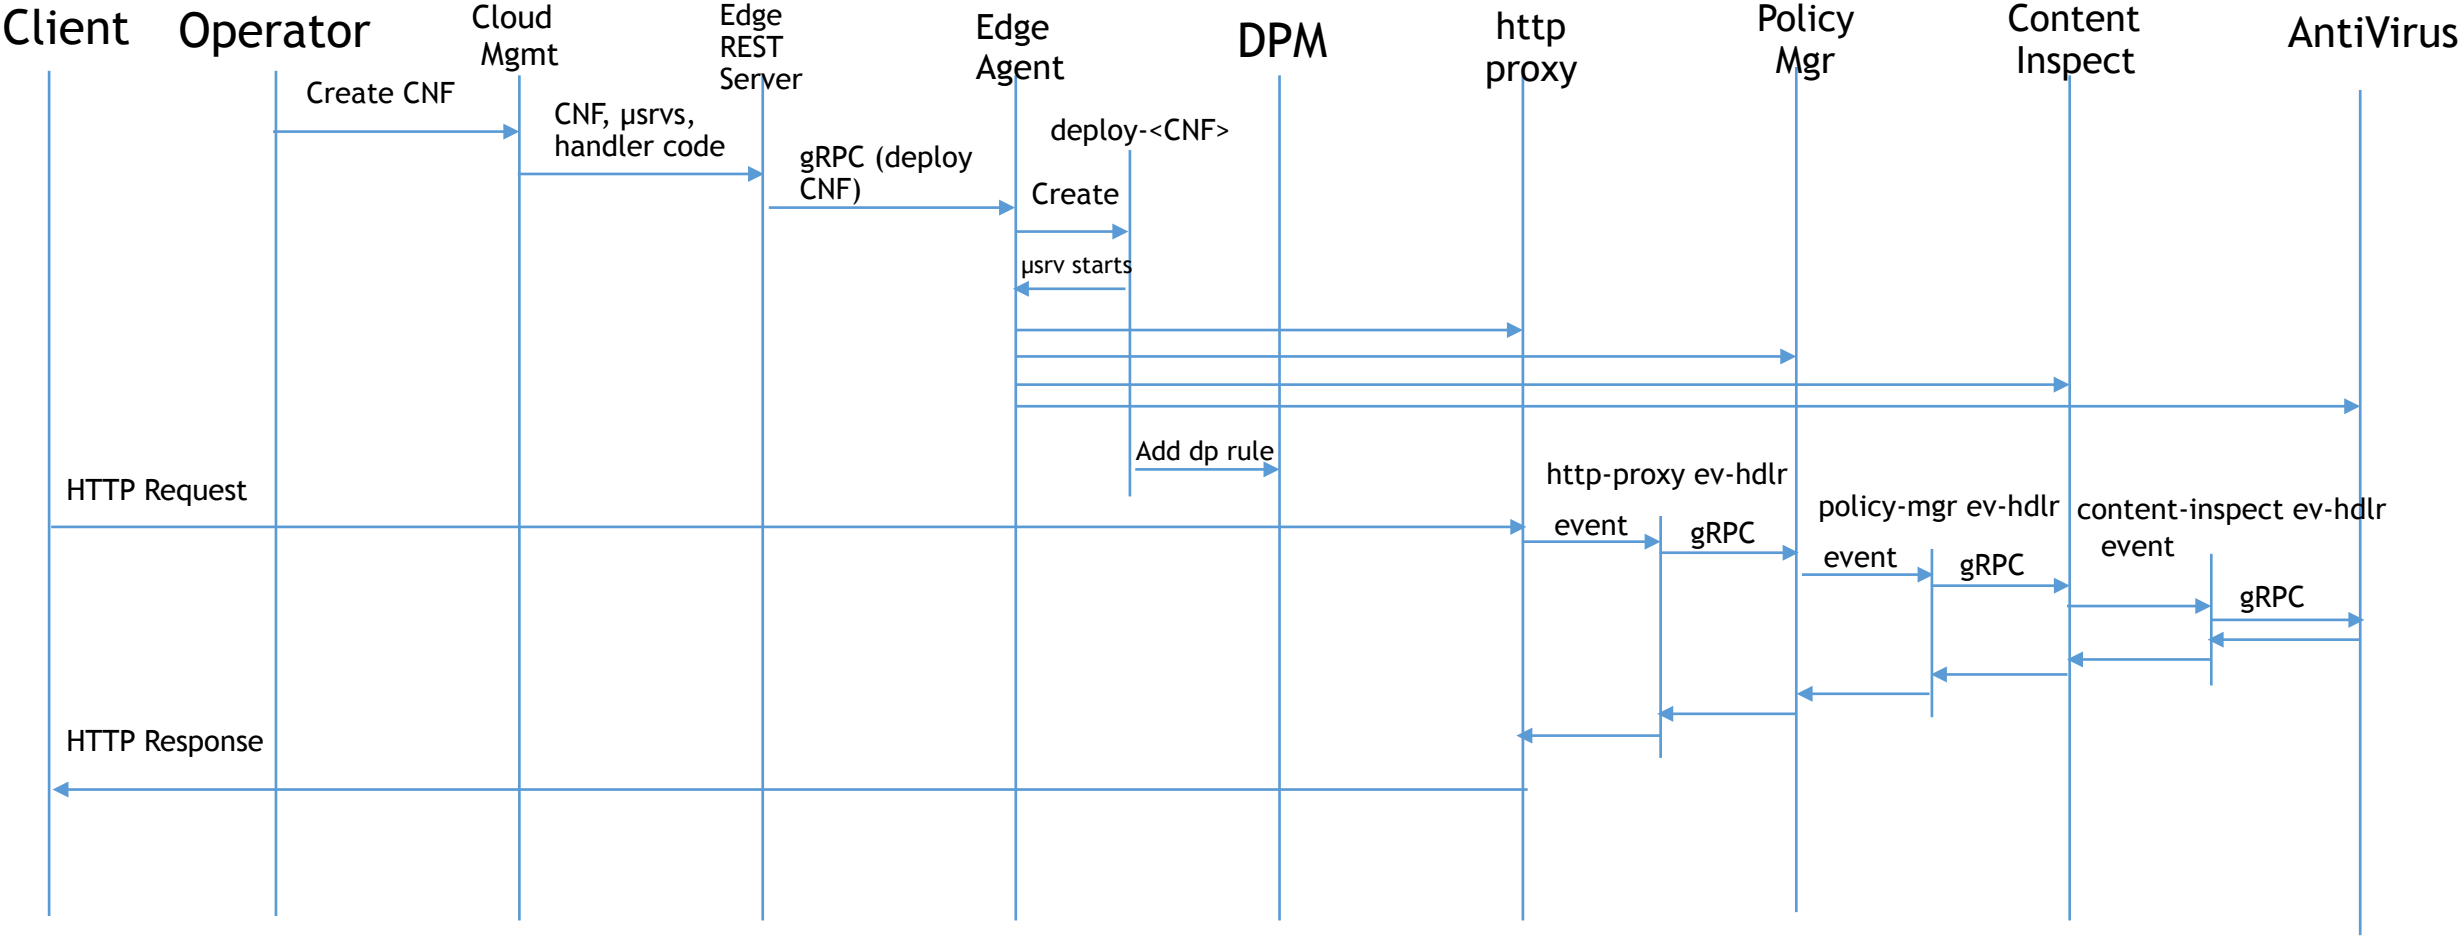 Client
Operator
Cloud
Mgmt
Edge
REST
Server
Edge
Agent
DPM
http
proxy
Policy
Mgr
Content
Inspect
AntiVirus
Create CNF
CNF, µsrvs,
handler code
gRPC (deploy
CNF)
deploy-<CNF>
Create
µsrv starts
Add dp rule
HTTP Request
http-proxy ev-hdlr
event
gRPC
policy-mgr ev-hdlr
event
gRPC
content-inspect ev-hdlr
event
gRPC
HTTP Response